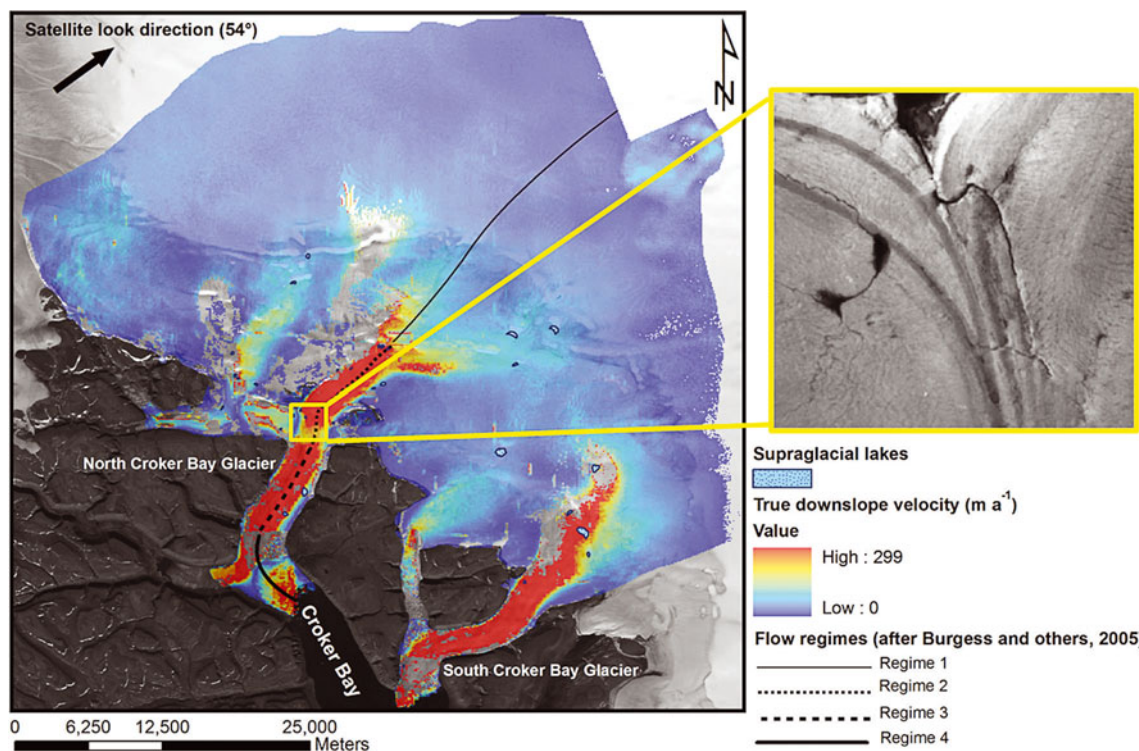 Satellite look direction (54°)
N
North Croker Bay Glacier
Croker Bay
South Croker Bay Glacier
0 6,250 12,500 25,000
Meters
Supraglacial lakes
True downslope velocity (m a⁻¹)
Value
High : 299
Low : 0
Flow regimes (after Burgess and others, 2005)
Regime 1
Regime 2
Regime 3
Regime 4